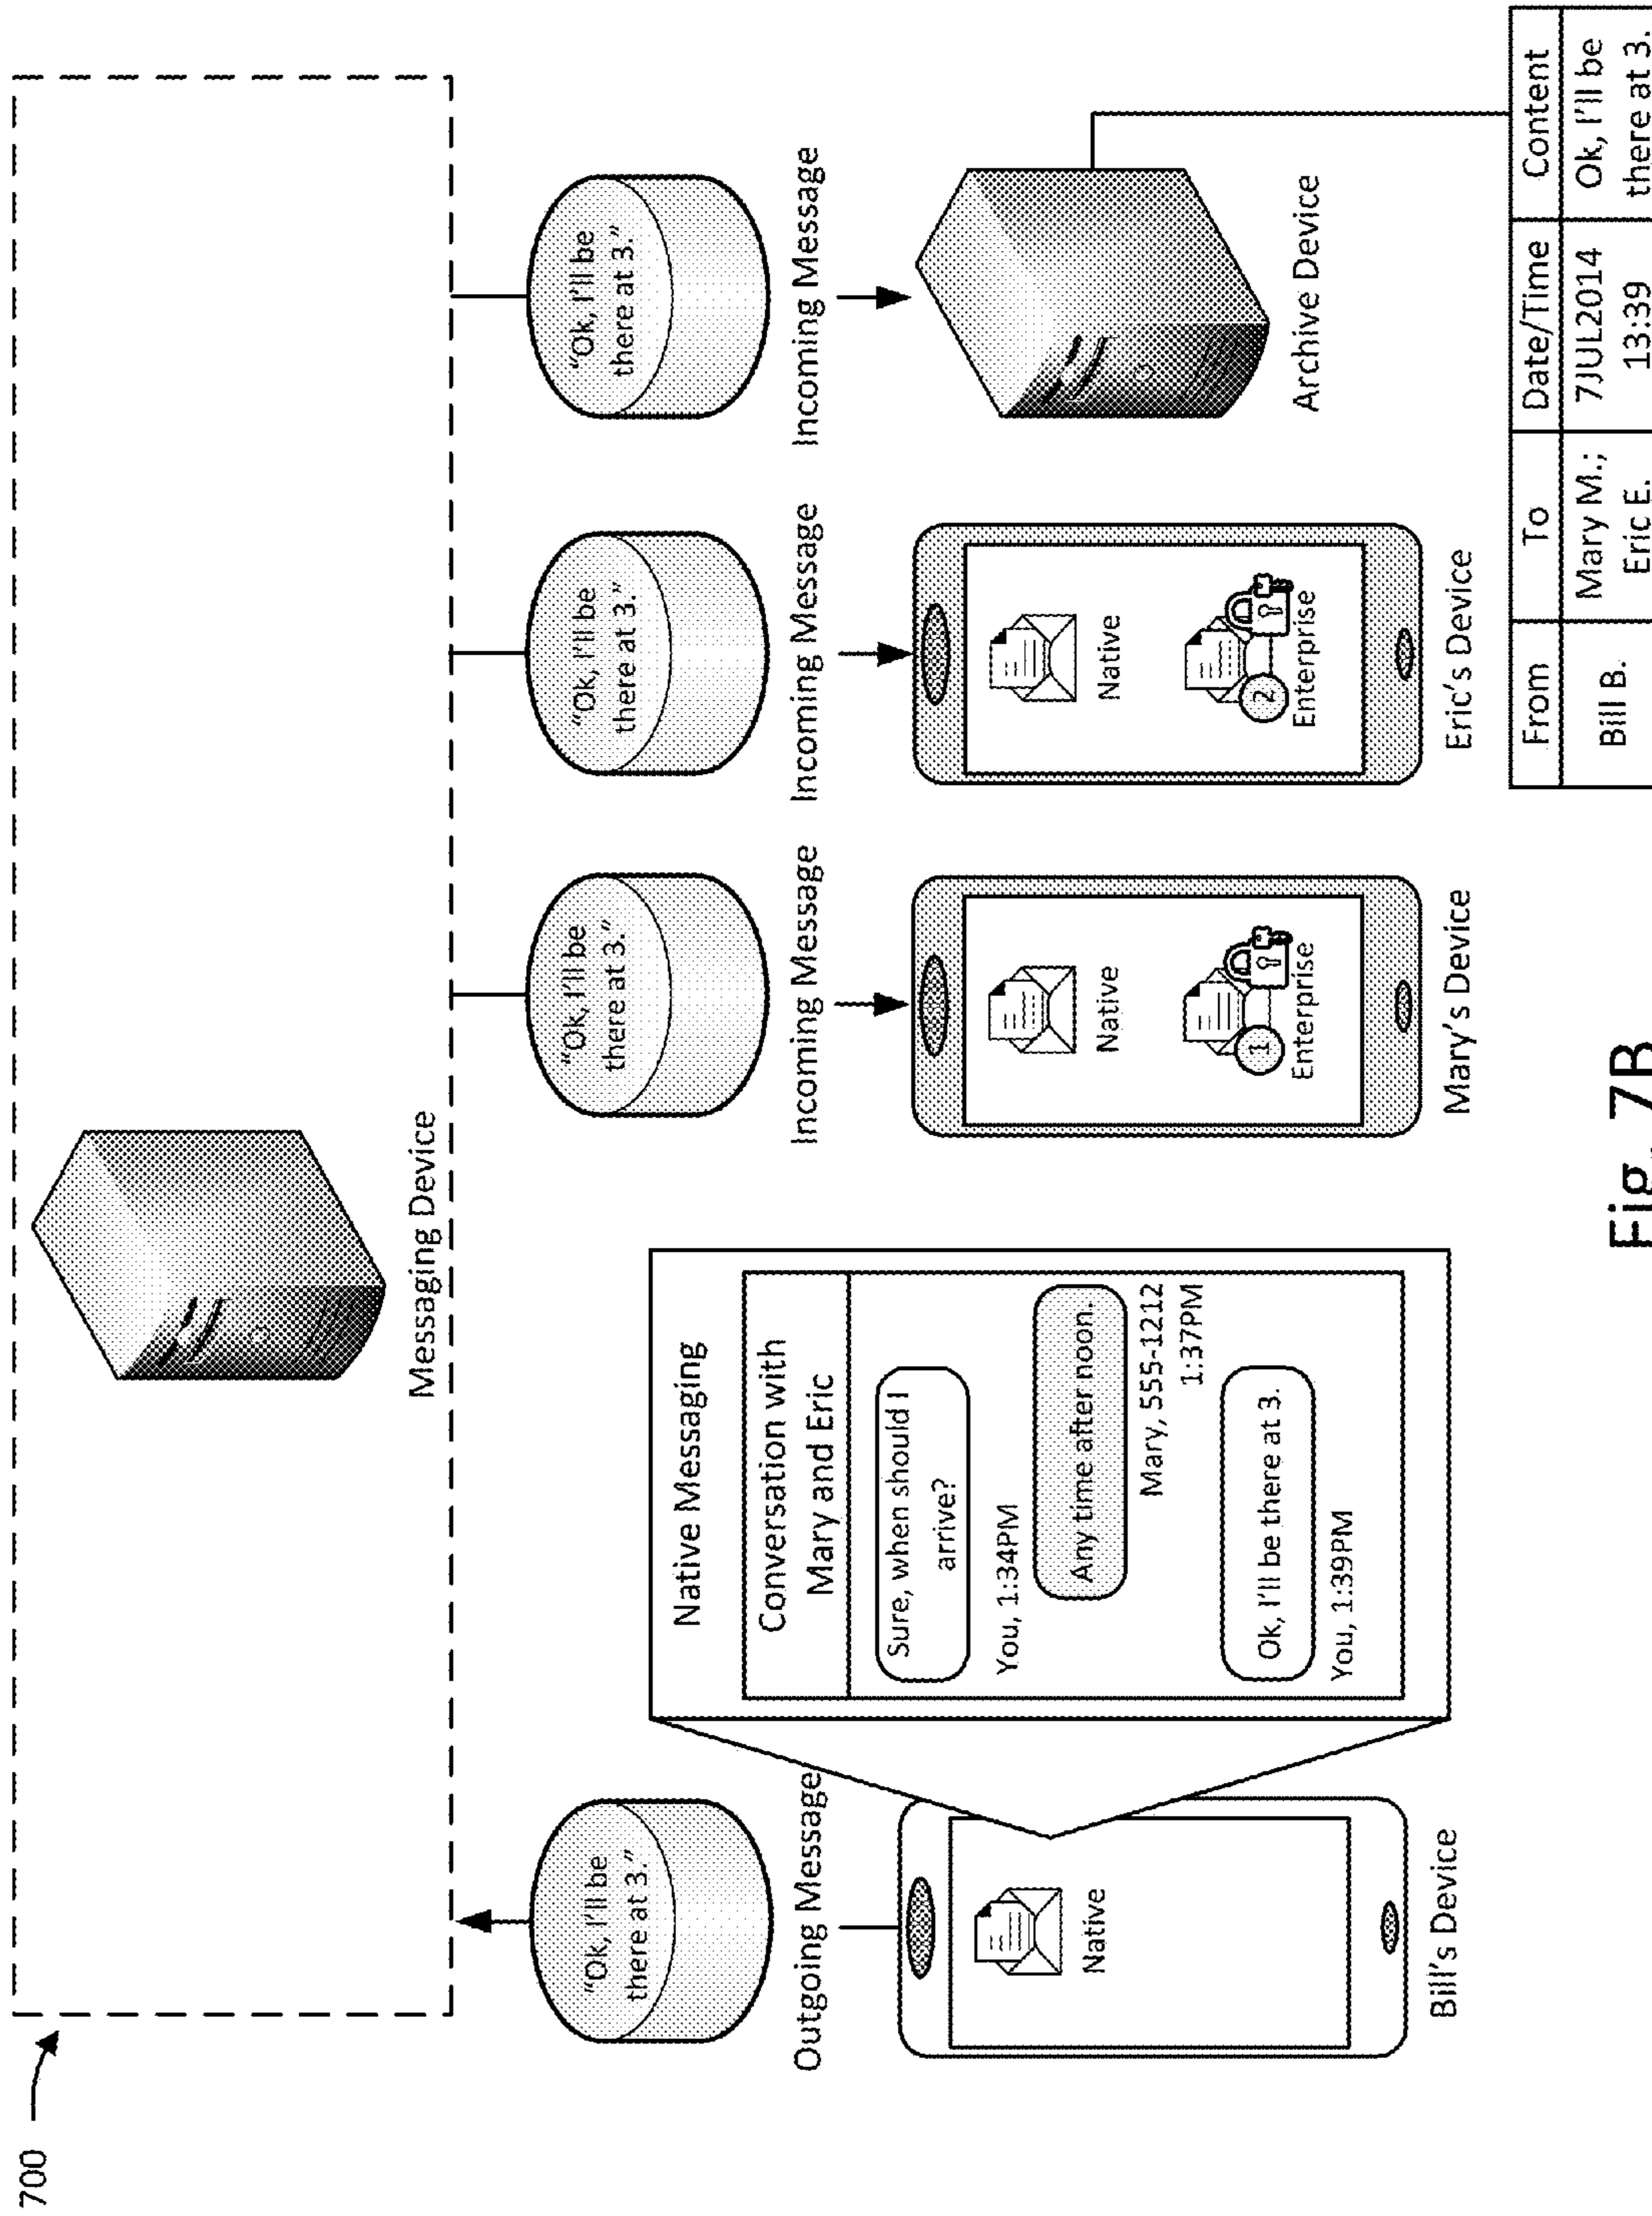 700
Messaging Device
"Ok, I'll be
there at 3."
Outgoing Message
Native
Bill's Device
Native Messaging
Conversation with
Mary and Eric
Sure, when should I
arrive?
You, 1:34PM
Any time after noon.
Mary, 555-1212
1:37PM
Ok, I'll be there at 3.
You, 1:39PM
"Ok, I'll be
there at 3."
Incoming Message
Native
1
Enterprise
Mary's Device
"Ok, I'll be
there at 3."
Incoming Message
Native
2
Enterprise
Eric's Device
"Ok, I'll be
there at 3."
Incoming Message
Archive Device
From To Date/Time Content
Bill B. Mary M.; 7JUL2014 Ok, I'll be
Eric E. 13:39 there at 3.
Fig. 7B